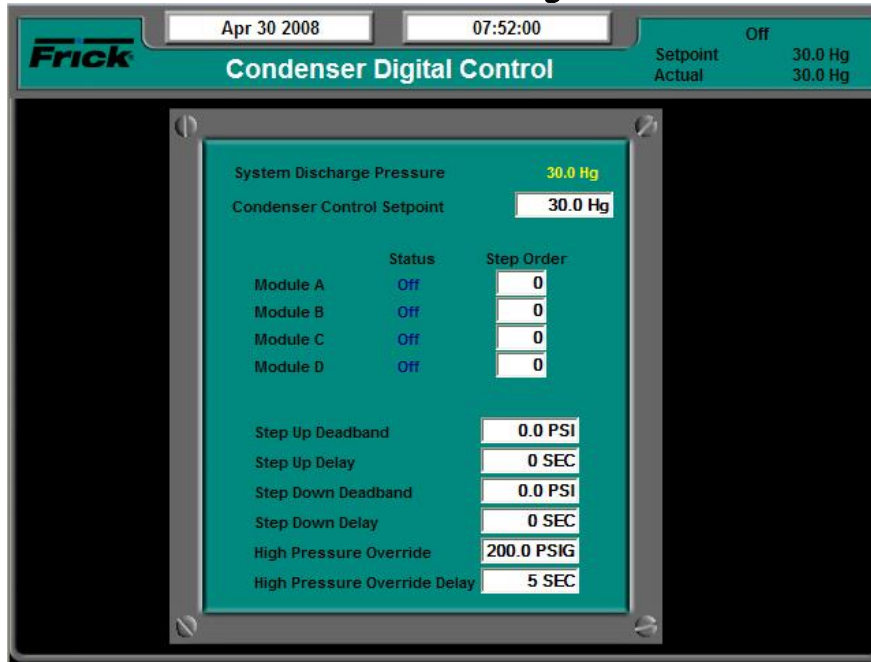 Apr 30 2008 07:52:00 Off
Frick Condenser Digital Control Setpoint 30.0 Hg
Actual 30.0 Hg
System Discharge Pressure 30.0 Hg
Condenser Control Setpoint 30.0 Hg
Status Step Order
Module A Off 0
Module B Off 0
Module C Off 0
Module D Off 0
Step Up Deadband 0.0 PSI
Step Up Delay 0 SEC
Step Down Deadband 0.0 PSI
Step Down Delay 0 SEC
High Pressure Override 200.0 PSIG
High Pressure Override Delay 5 SEC